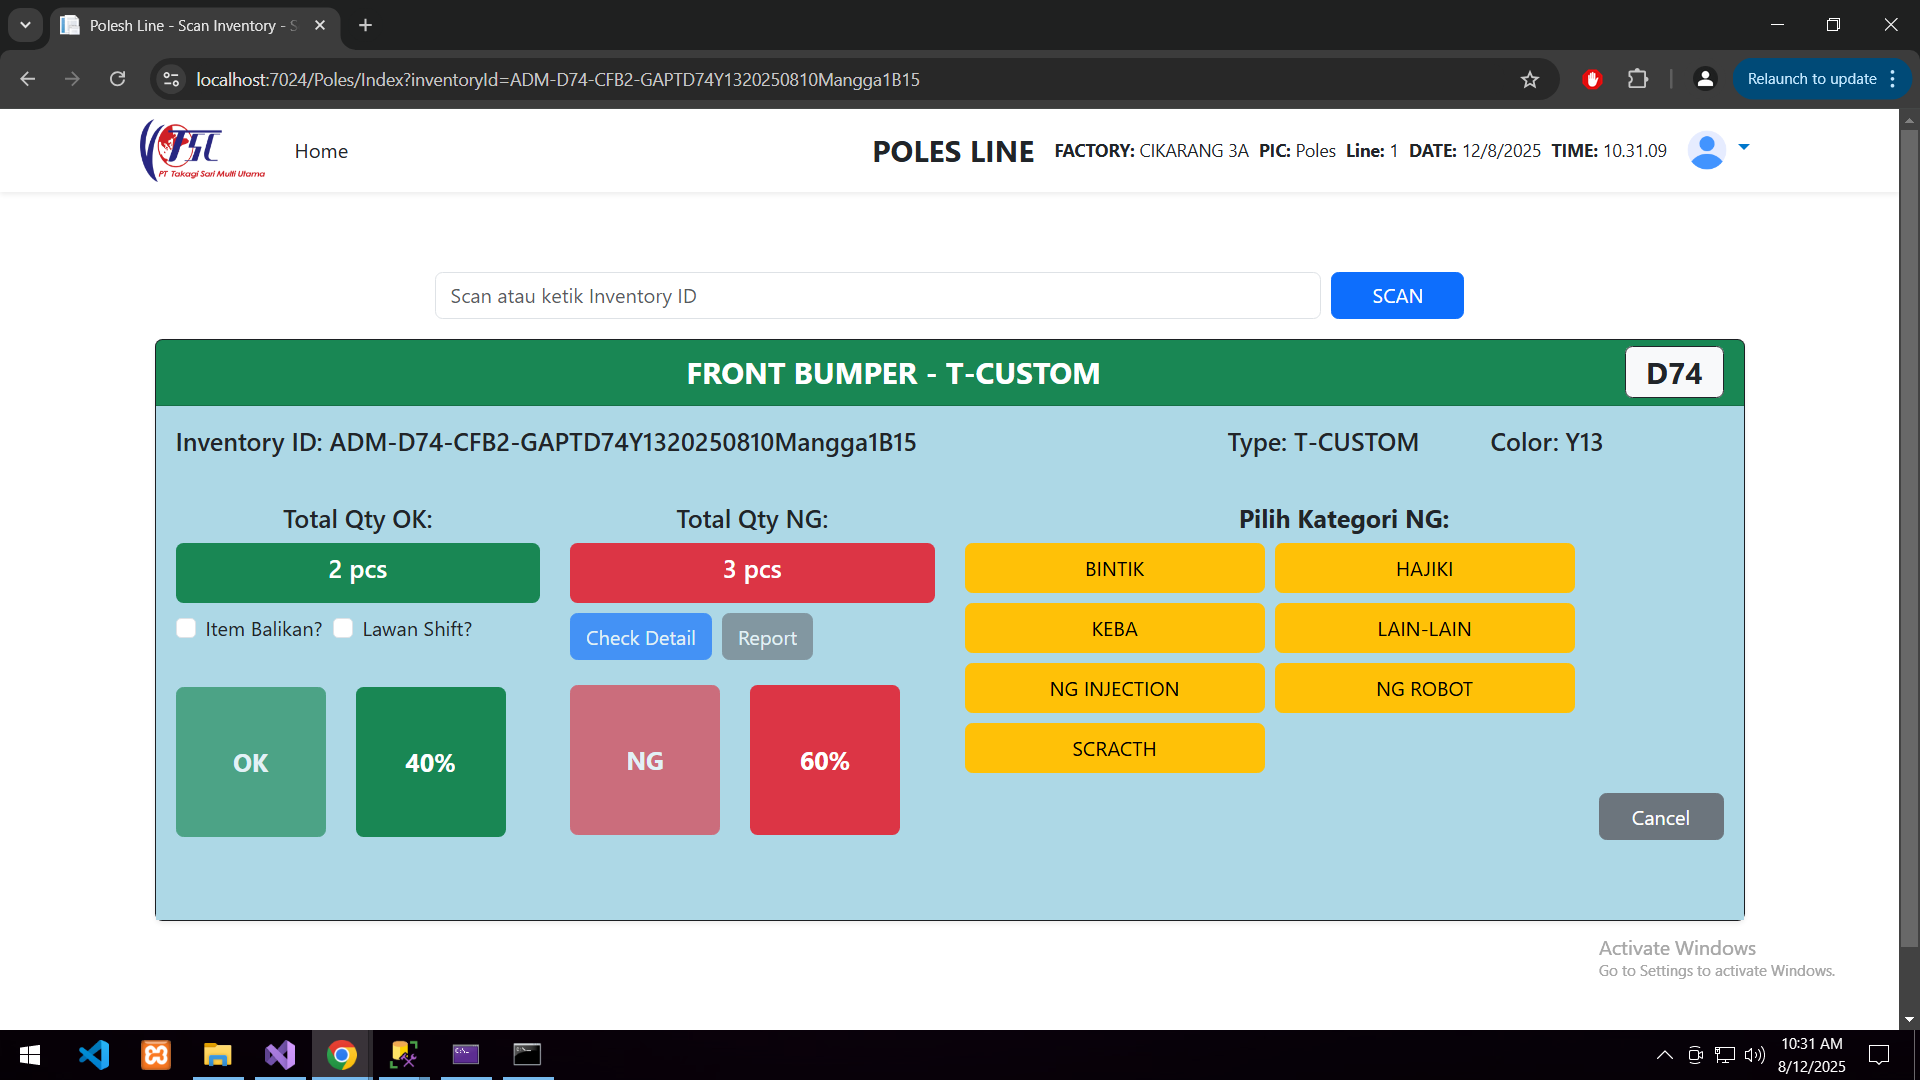 Polesh Line - Scan Inventory - S
localhost:7024/Poles/Index?inventoryId=ADM-D74-CFB2-GAPTD74Y1320250810Mangga1B15
Relaunch to update
TSC
PT Takagi Sari Multi Utama
Home
POLES LINE
FACTORY: CIKARANG 3A PIC: Poles Line: 1 DATE: 12/8/2025 TIME: 10.31.09
Scan atau ketik Inventory ID
SCAN
FRONT BUMPER - T-CUSTOM
D74
Inventory ID: ADM-D74-CFB2-GAPTD74Y1320250810Mangga1B15
Type: T-CUSTOM
Color: Y13
Total Qty OK:
2 pcs
Item Balikan?
Lawan Shift?
OK
40%
Total Qty NG:
3 pcs
Check Detail
Report
NG
60%
Pilih Kategori NG:
BINTIK
HAJIKI
KEBA
LAIN-LAIN
NG INJECTION
NG ROBOT
SCRACTH
Cancel
Activate Windows
Go to Settings to activate Windows.
10:31 AM
8/12/2025